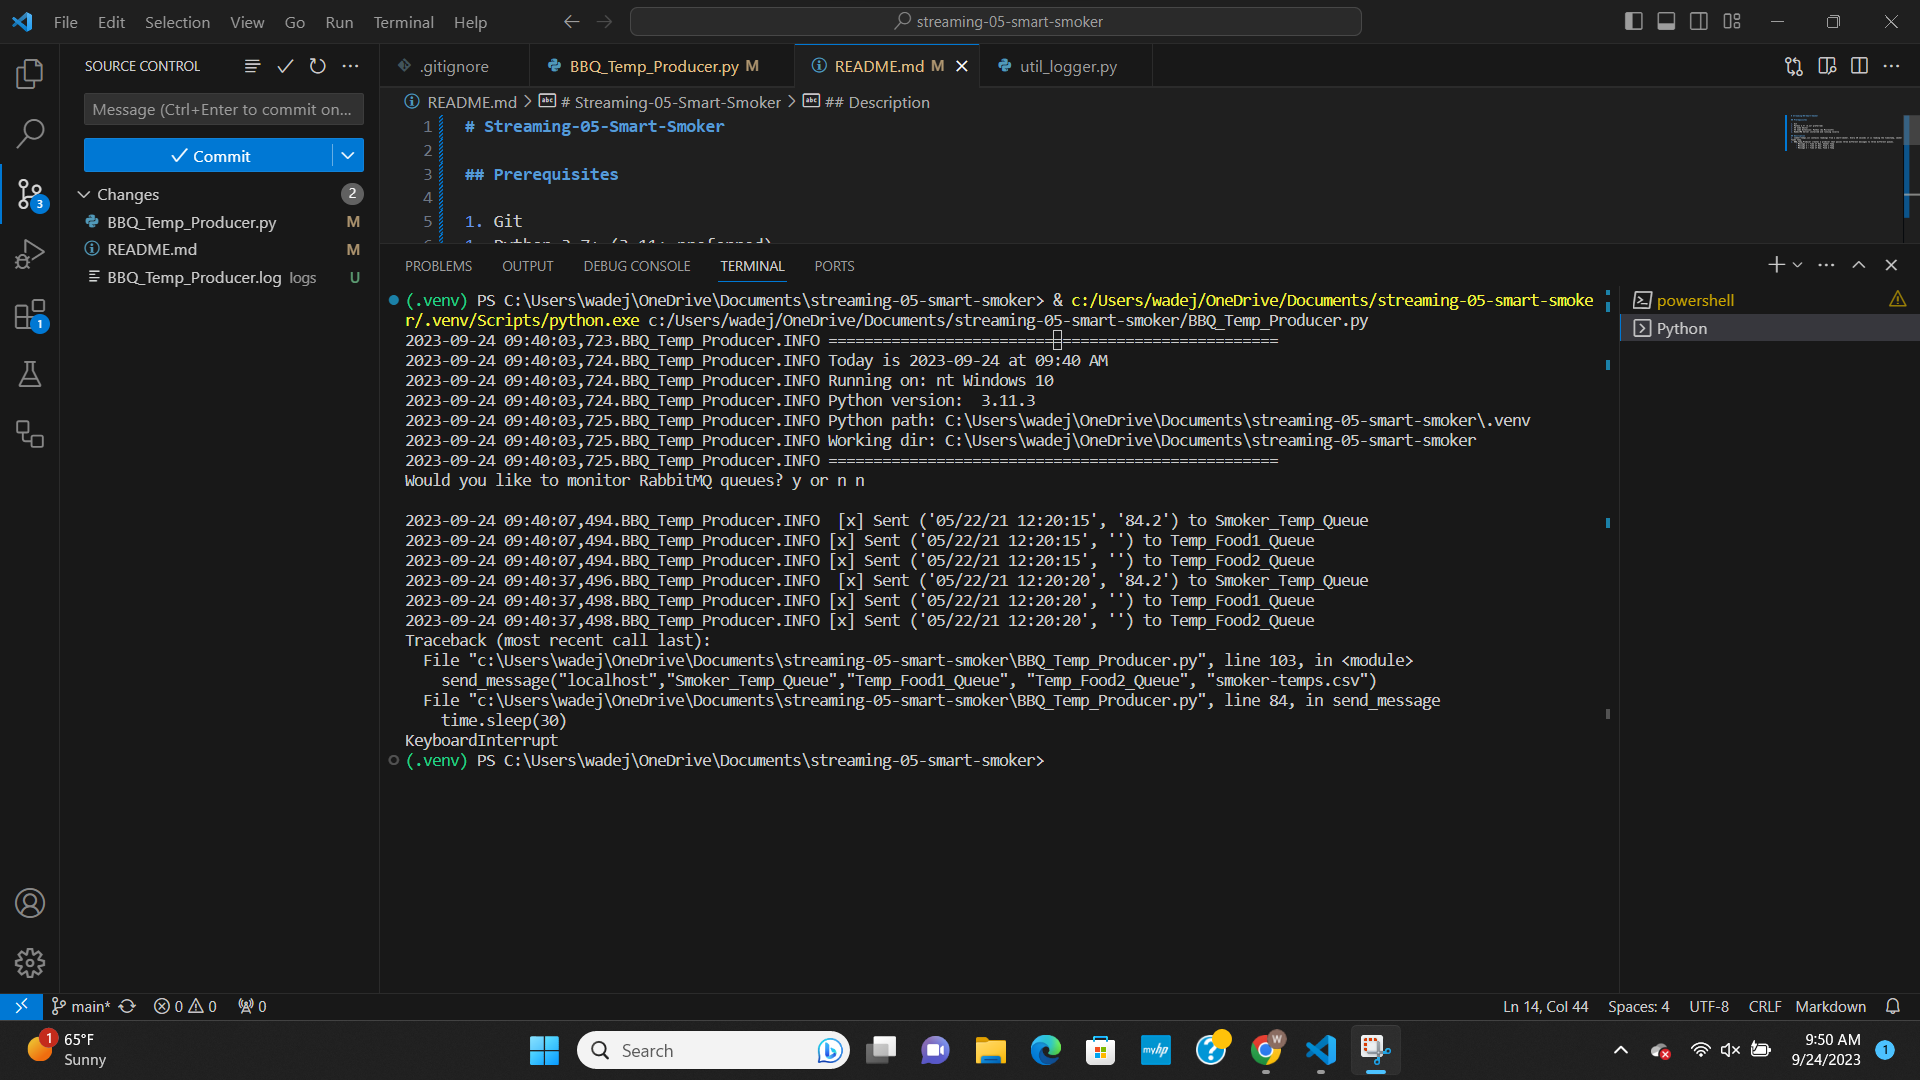 File Edit Selection View Go Run Terminal Help
streaming-05-smart-smoker
SOURCE CONTROL
.gitignore
BBQ_Temp_Producer.py M
README.md M
util_logger.py
README.md > # Streaming-05-Smart-Smoker > ## Description
Message (Ctrl+Enter to commit on...
Commit
Changes 2
BBQ_Temp_Producer.py M
README.md M
BBQ_Temp_Producer.log logs U
3
1
1 # Streaming-05-Smart-Smoker
2
3 ## Prerequisites
4
5 1. Git
PROBLEMS OUTPUT DEBUG CONSOLE TERMINAL PORTS
(.venv) PS C:\Users\wadej\OneDrive\Documents\streaming-05-smart-smoker> & c:/Users/wadej/OneDrive/Documents/streaming-05-smart-smoke
r/.venv/Scripts/python.exe c:/Users/wadej/OneDrive/Documents/streaming-05-smart-smoker/BBQ_Temp_Producer.py
2023-09-24 09:40:03,723.BBQ_Temp_Producer.INFO ==================================================
2023-09-24 09:40:03,724.BBQ_Temp_Producer.INFO Today is 2023-09-24 at 09:40 AM
2023-09-24 09:40:03,724.BBQ_Temp_Producer.INFO Running on: nt Windows 10
2023-09-24 09:40:03,724.BBQ_Temp_Producer.INFO Python version:  3.11.3
2023-09-24 09:40:03,725.BBQ_Temp_Producer.INFO Python path: C:\Users\wadej\OneDrive\Documents\streaming-05-smart-smoker\.venv
2023-09-24 09:40:03,725.BBQ_Temp_Producer.INFO Working dir: C:\Users\wadej\OneDrive\Documents\streaming-05-smart-smoker
2023-09-24 09:40:03,725.BBQ_Temp_Producer.INFO ==================================================
Would you like to monitor RabbitMQ queues? y or n n
2023-09-24 09:40:07,494.BBQ_Temp_Producer.INFO  [x] Sent ('05/22/21 12:20:15', '84.2') to Smoker_Temp_Queue
2023-09-24 09:40:07,494.BBQ_Temp_Producer.INFO [x] Sent ('05/22/21 12:20:15', '') to Temp_Food1_Queue
2023-09-24 09:40:07,494.BBQ_Temp_Producer.INFO [x] Sent ('05/22/21 12:20:15', '') to Temp_Food2_Queue
2023-09-24 09:40:37,496.BBQ_Temp_Producer.INFO  [x] Sent ('05/22/21 12:20:20', '84.2') to Smoker_Temp_Queue
2023-09-24 09:40:37,498.BBQ_Temp_Producer.INFO [x] Sent ('05/22/21 12:20:20', '') to Temp_Food1_Queue
2023-09-24 09:40:37,498.BBQ_Temp_Producer.INFO [x] Sent ('05/22/21 12:20:20', '') to Temp_Food2_Queue
Traceback (most recent call last):
  File "c:\Users\wadej\OneDrive\Documents\streaming-05-smart-smoker\BBQ_Temp_Producer.py", line 103, in <module>
    send_message("localhost","Smoker_Temp_Queue","Temp_Food1_Queue", "Temp_Food2_Queue", "smoker-temps.csv")
  File "c:\Users\wadej\OneDrive\Documents\streaming-05-smart-smoker\BBQ_Temp_Producer.py", line 84, in send_message
    time.sleep(30)
KeyboardInterrupt
(.venv) PS C:\Users\wadej\OneDrive\Documents\streaming-05-smart-smoker>
powershell
Python
main* 0 0 0
Ln 14, Col 44 Spaces: 4 UTF-8 CRLF Markdown
1 65°F
Sunny
Search
myhp
W
9:50 AM
9/24/2023
1